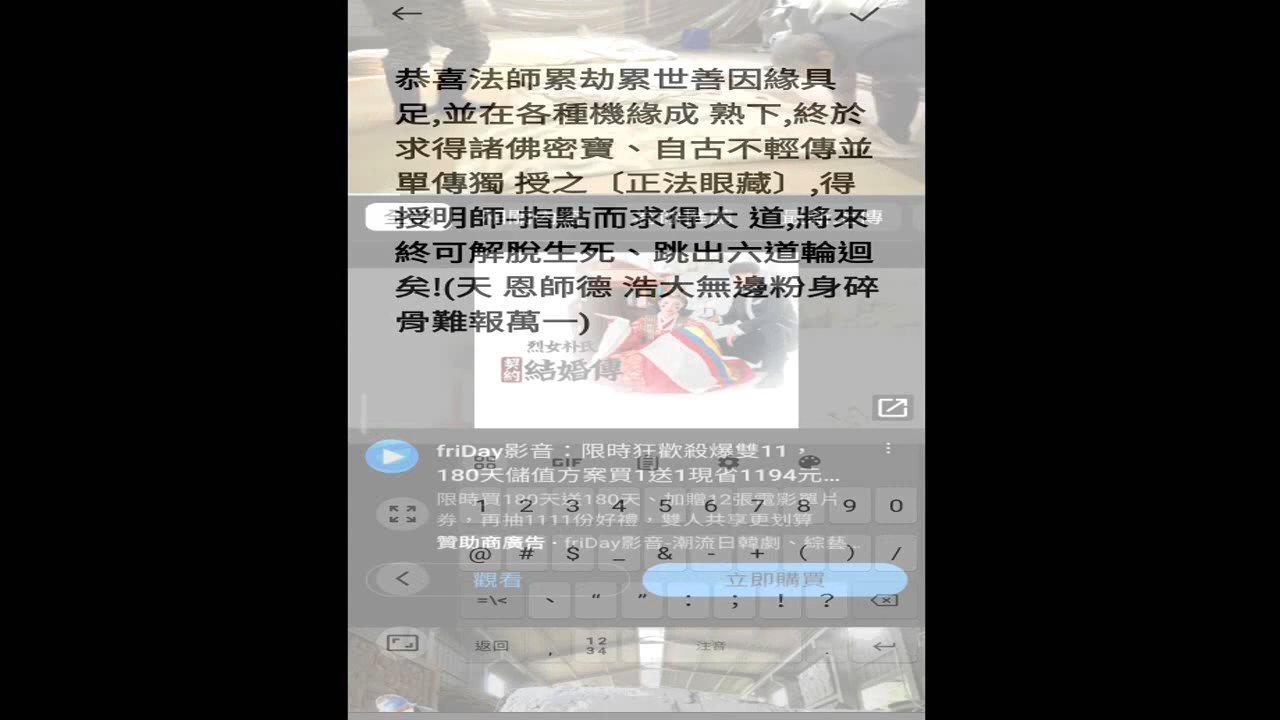 恭喜法師累劫累世善因緣具
足,並在各種機緣成 熟下,終於
求得諸佛密寶、自古不輕傳並
單傳獨 授之〔正法眼藏〕,得
授明師-指點而求得大 道,將來
終可解脫生死、跳出六道輪迴
矣!(天 恩師德 浩大無邊粉身碎
骨難報萬一)
烈女朴氏
契約 結婚傳
friDay影音：限時狂歡殺爆雙11，
180天儲值方案買1送1現省1194元...
GIF
限時買180天送180天、加贈12張電影單片
券，再抽1111份好禮，雙人共享更划算
1 2 3 4 5 6 7 8 9 0
贊助商廣告 · friDay影音-潮流日韓劇、綜藝...
@ # $ _ & - + ( ) /
觀看 立即購買
=\< 、 “ ” : ; ! ?
返回 , 12 34 注音 .